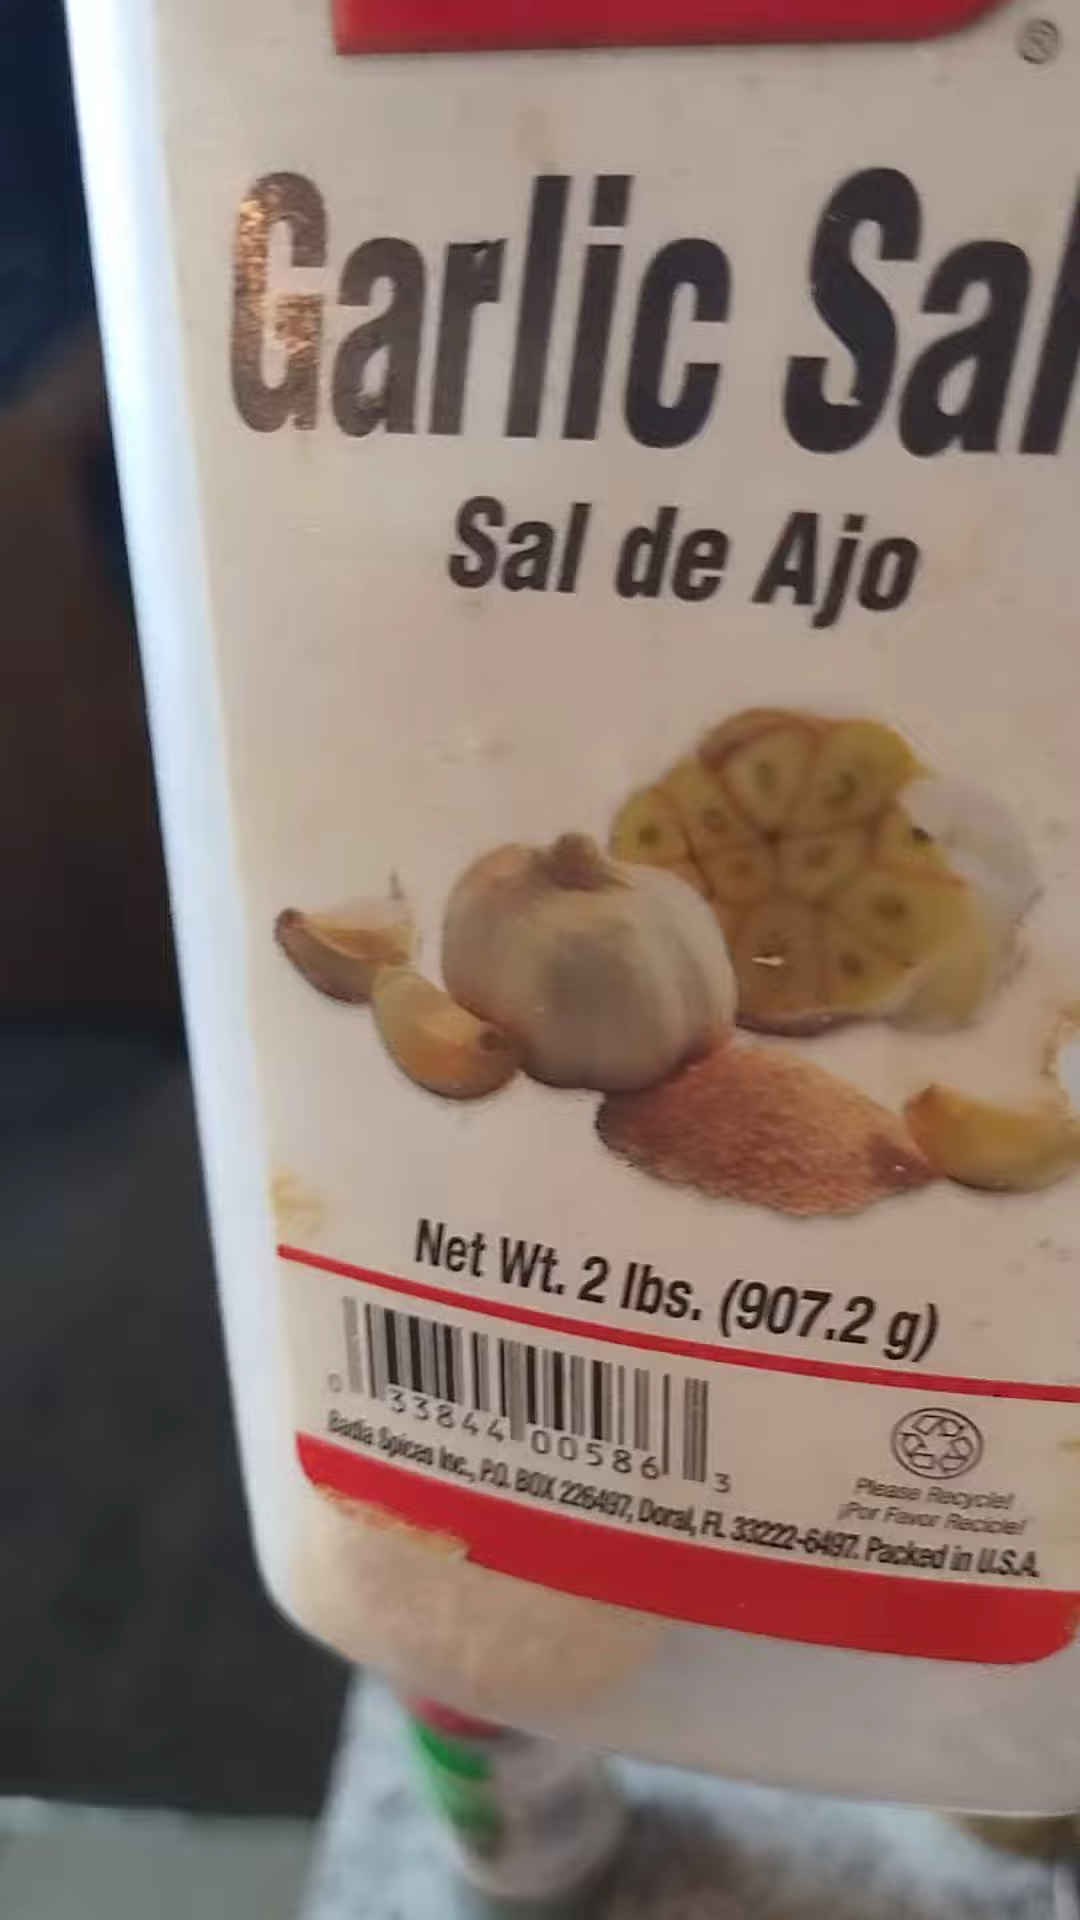 ®
Garlic Sal
Sal de Ajo
Net Wt. 2 lbs. (907.2 g)
0 33844 00586 3
Please Recycle!
¡Por Favor Recicle!
Badia Spices Inc., P.O. BOX 226497, Doral, FL 33222-6497. Packed in U.S.A.